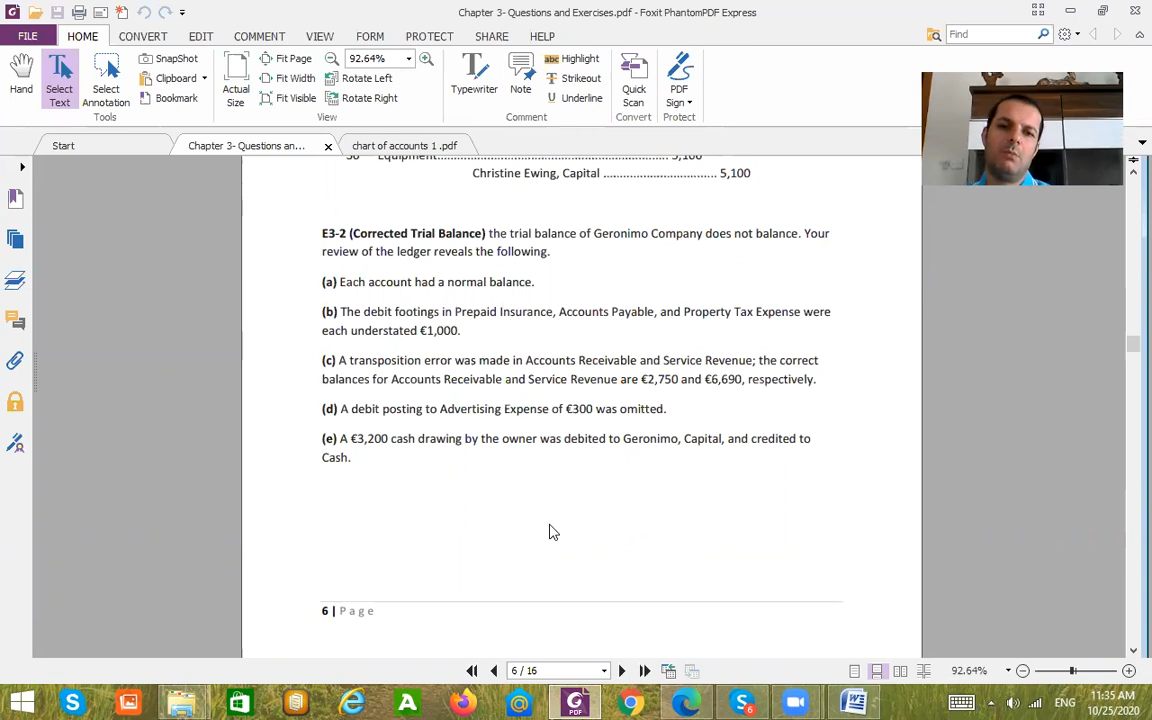 Chapter 3- Questions and Exercises.pdf - Foxit PhantomPDF Express
FILE HOME CONVERT EDIT COMMENT VIEW FORM PROTECT SHARE HELP
Find
Hand
Select Text
Select Annotation
SnapShot
Clipboard
Bookmark
Tools
Actual Size
Fit Page
Fit Width
Fit Visible
92.64%
Rotate Left
Rotate Right
View
Typewriter
Note
Highlight
Strikeout
Underline
Comment
Quick Scan
Convert
PDF Sign
Protect
Start
Chapter 3- Questions an...
chart of accounts 1 .pdf
30 Equipment........................................................................ 5,100
Christine Ewing, Capital .................................. 5,100
E3-2 (Corrected Trial Balance) the trial balance of Geronimo Company does not balance. Your
review of the ledger reveals the following.
(a) Each account had a normal balance.
(b) The debit footings in Prepaid Insurance, Accounts Payable, and Property Tax Expense were
each understated €1,000.
(c) A transposition error was made in Accounts Receivable and Service Revenue; the correct
balances for Accounts Receivable and Service Revenue are €2,750 and €6,690, respectively.
(d) A debit posting to Advertising Expense of €300 was omitted.
(e) A €3,200 cash drawing by the owner was debited to Geronimo, Capital, and credited to
Cash.
6 | Page
6 / 16
92.64%
ENG
11:35 AM
10/25/2020